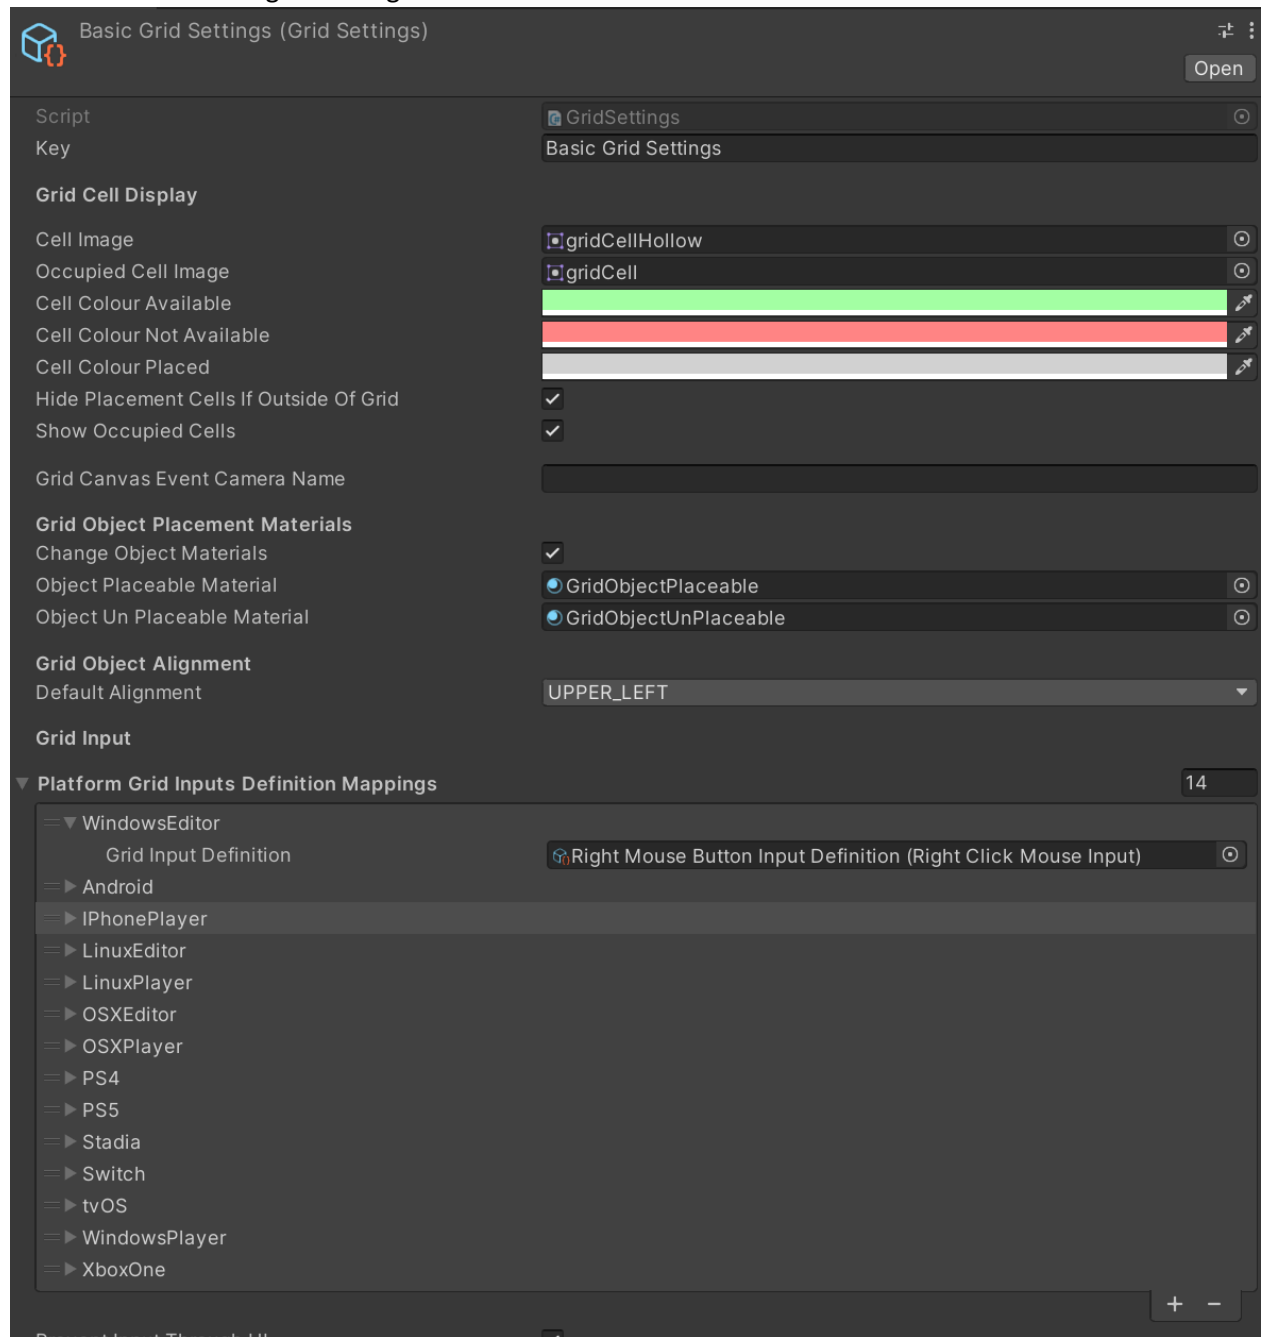 Basic Grid Settings (Grid Settings)
Open
Script GridSettings
Key Basic Grid Settings
Grid Cell Display
Cell Image gridCellHollow
Occupied Cell Image gridCell
Cell Colour Available
Cell Colour Not Available
Cell Colour Placed
Hide Placement Cells If Outside Of Grid
Show Occupied Cells
Grid Canvas Event Camera Name
Grid Object Placement Materials
Change Object Materials
Object Placeable Material GridObjectPlaceable
Object Un Placeable Material GridObjectUnPlaceable
Grid Object Alignment
Default Alignment UPPER_LEFT
Grid Input
Platform Grid Inputs Definition Mappings 14
WindowsEditor
Grid Input Definition Right Mouse Button Input Definition (Right Click Mouse Input)
Android
IPhonePlayer
LinuxEditor
LinuxPlayer
OSXEditor
OSXPlayer
PS4
PS5
Stadia
Switch
tvOS
WindowsPlayer
XboxOne